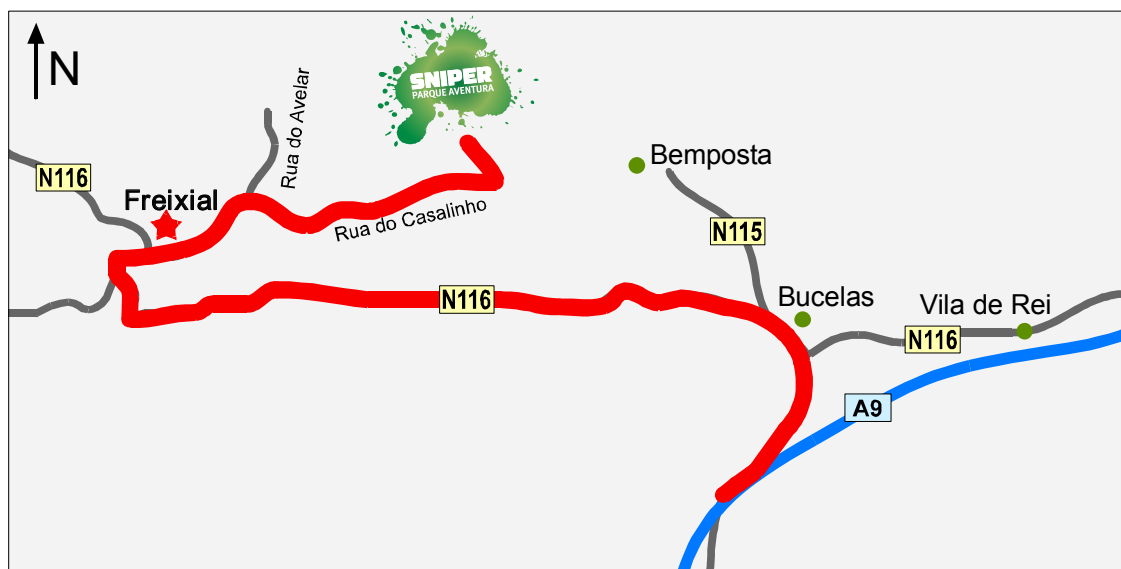 N
SNIPER
PARQUE AVENTURA
Rua do Avelar
N116
Freixial
Rua do Casalinho
Bemposta
N115
N116
Bucelas
Vila de Rei
N116
A9